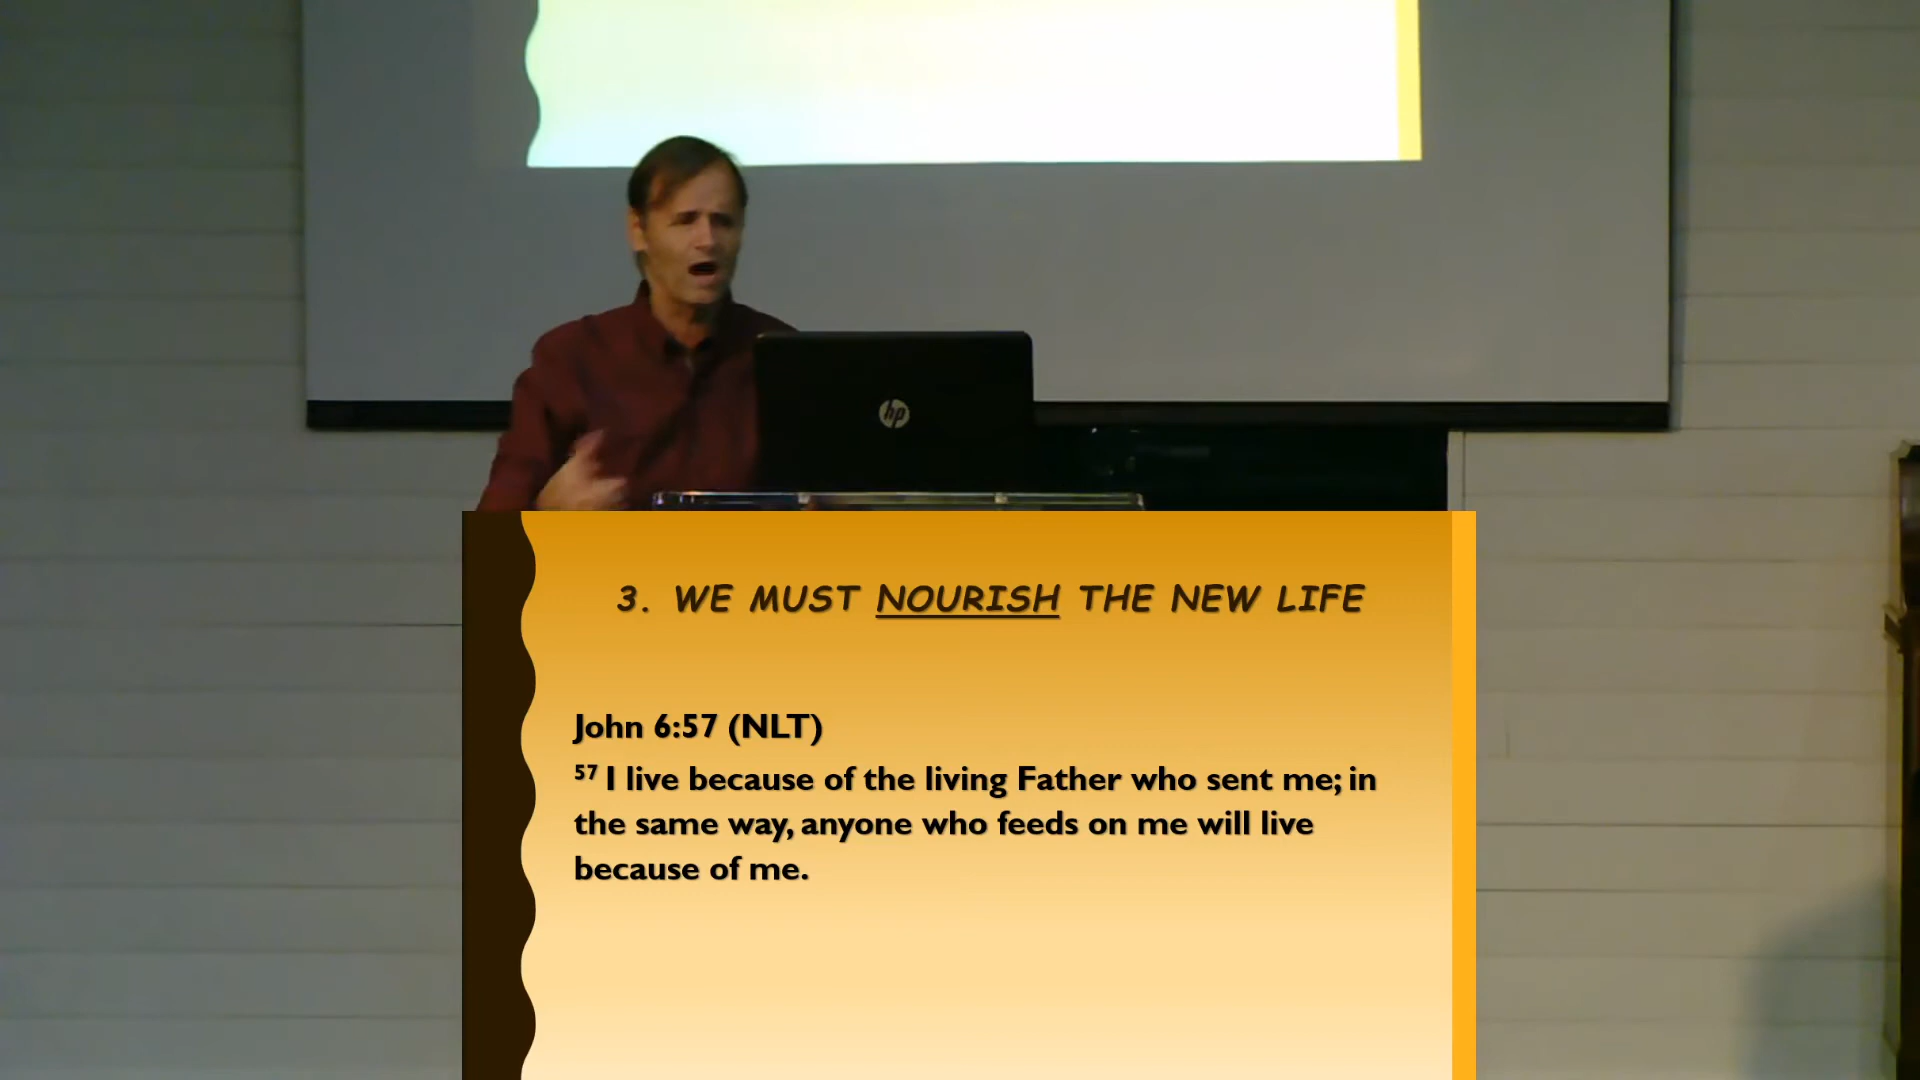 hp
3. WE MUST NOURISH THE NEW LIFE
John 6:57 (NLT)
57 I live because of the living Father who sent me; in
the same way, anyone who feeds on me will live
because of me.